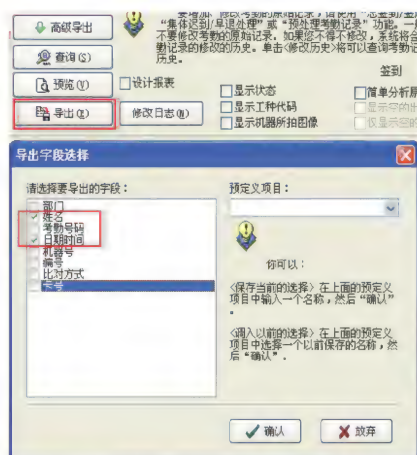 高级导出
"集体迟到/早退处理" 或 "预处理考勤记录" 功能。一
不要修改考勤的原始记录。如果您不得不修改，系统将会
勤记录的修改的历史。单击<修改历史>将可以查询考勤记
历史。
查询(S)
签到
预览(V)
设计报表
显示状态
简单分析
导出(E)
修改日志(N)
显示工种代码
显示机器所拍图像
导出字段选择
请选择要导出的字段：
预定义项目：
部门
姓名
考勤号码
日期时间
机器号
编号
比对方式
卡号
你可以：
<保存当前的选择> 在上面的预定义
项目中输入一个名称，然后“确认”
。
<调入以前的选择> 在上面的预定义
项目中选择一个以前保存的名称，然
后“确认”．
确认
放弃